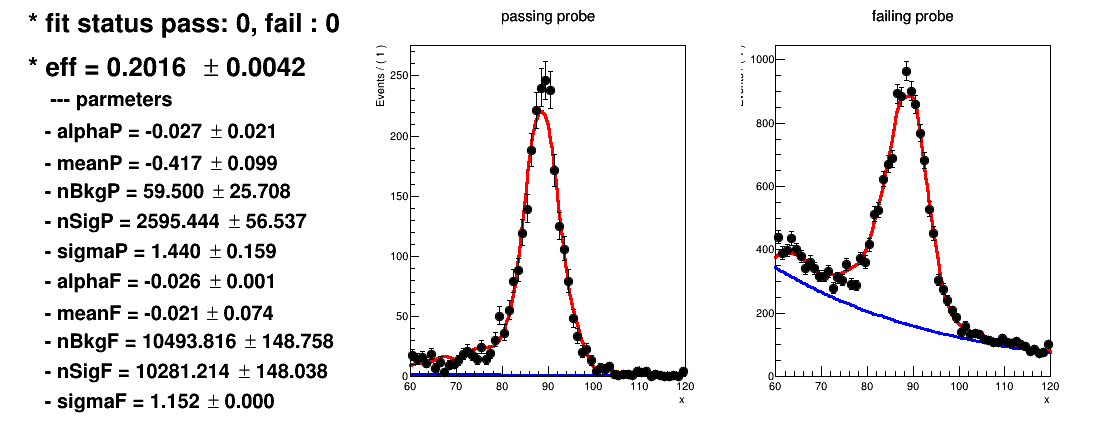 * fit status pass: 0, fail : 0
* eff = 0.2016 ± 0.0042
--- parmeters
- alphaP = -0.027 ± 0.021
- meanP = -0.417 ± 0.099
- nBkgP = 59.500 ± 25.708
- nSigP = 2595.444 ± 56.537
- sigmaP = 1.440 ± 0.159
- alphaF = -0.026 ± 0.001
- meanF = -0.021 ± 0.074
- nBkgF = 10493.816 ± 148.758
- nSigF = 10281.214 ± 148.038
- sigmaF = 1.152 ± 0.000
passing probe
Events / ( 1 )
250
200
150
100
50
0
60 70 80 90 100 110 120
x
failing probe
1000
800
600
400
200
0
60 70 80 90 100 110 120
x